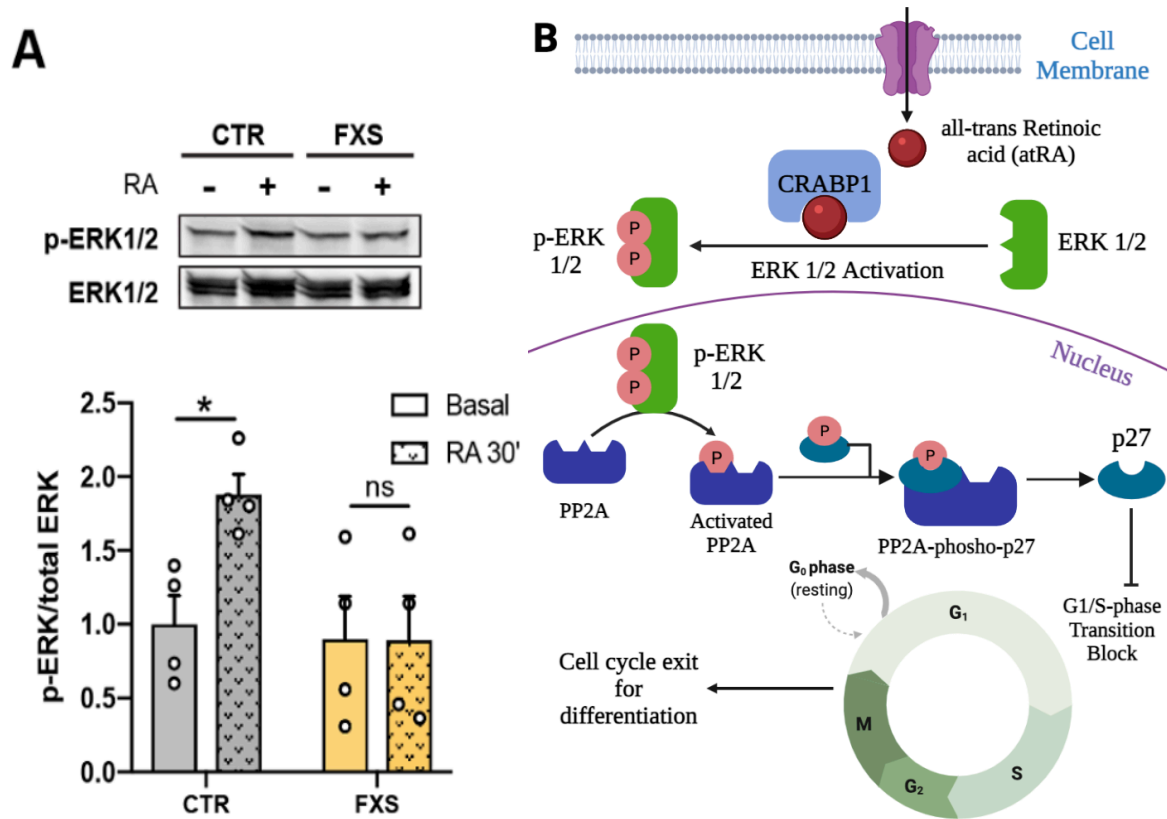 A
CTR FXS
RA - + - +
p-ERK1/2
ERK1/2
p-ERK/total ERK
2.5
2.0
1.5
1.0
0.5
0.0
Basal
RA 30'
*
ns
CTR FXS
B
Cell
Membrane
all-trans Retinoic
acid (atRA)
CRABP1
p-ERK
1/2
P
P
ERK 1/2 Activation
ERK 1/2
Nucleus
P
P
p-ERK
1/2
PP2A
P
Activated
PP2A
P
P
PP2A-phosho-p27
p27
G1/S-phase
Transition
Block
G₀ phase
(resting)
G₁
S
G₂
M
Cell cycle exit
for
differentiation